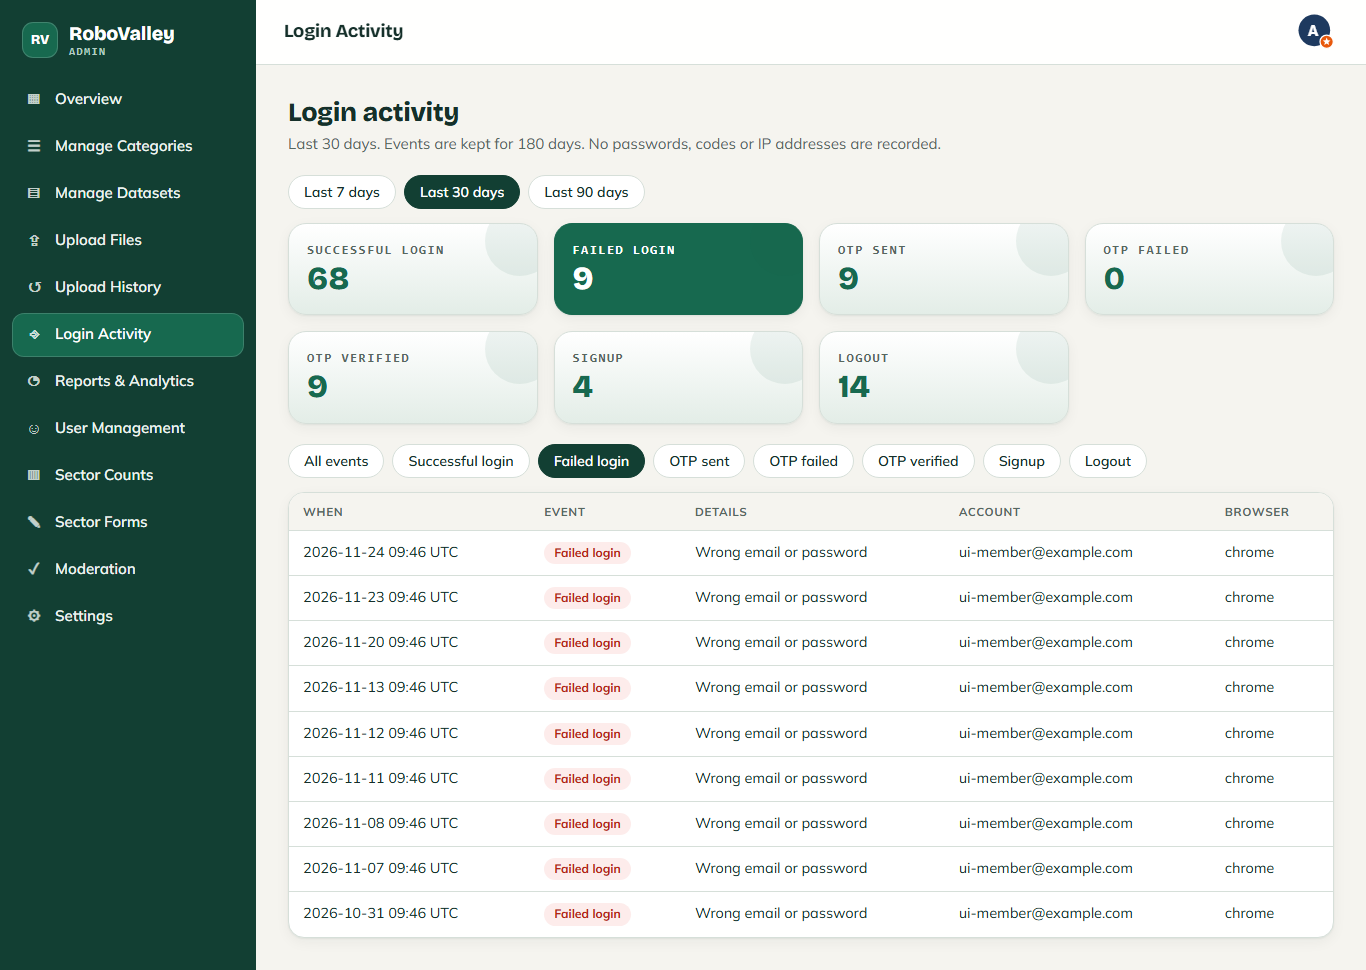 RV
RoboValley
ADMIN
Overview
Manage Categories
Manage Datasets
Upload Files
Upload History
Login Activity
Reports & Analytics
User Management
Sector Counts
Sector Forms
Moderation
Settings
Login Activity
A
Login activity
Last 30 days. Events are kept for 180 days. No passwords, codes or IP addresses are recorded.
Last 7 days Last 30 days Last 90 days
SUCCESSFUL LOGIN
68
FAILED LOGIN
9
OTP SENT
9
OTP FAILED
0
OTP VERIFIED
9
SIGNUP
4
LOGOUT
14
All events Successful login Failed login OTP sent OTP failed OTP verified Signup Logout
WHEN EVENT DETAILS ACCOUNT BROWSER
2026-11-24 09:46 UTC Failed login Wrong email or password ui-member@example.com chrome
2026-11-23 09:46 UTC Failed login Wrong email or password ui-member@example.com chrome
2026-11-20 09:46 UTC Failed login Wrong email or password ui-member@example.com chrome
2026-11-13 09:46 UTC Failed login Wrong email or password ui-member@example.com chrome
2026-11-12 09:46 UTC Failed login Wrong email or password ui-member@example.com chrome
2026-11-11 09:46 UTC Failed login Wrong email or password ui-member@example.com chrome
2026-11-08 09:46 UTC Failed login Wrong email or password ui-member@example.com chrome
2026-11-07 09:46 UTC Failed login Wrong email or password ui-member@example.com chrome
2026-10-31 09:46 UTC Failed login Wrong email or password ui-member@example.com chrome